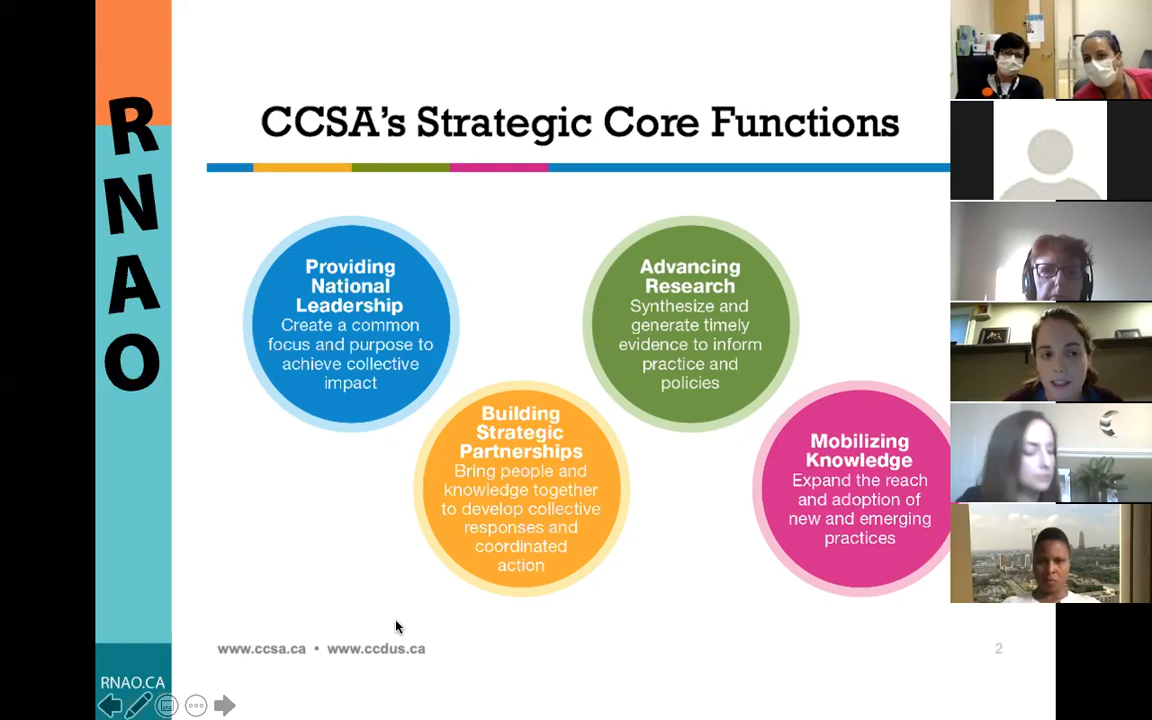 RNAO
CCSA's Strategic Core Functions
Providing
National
Leadership
Create a common
focus and purpose to
achieve collective
impact
Building
Strategic
Partnerships
Bring people and
knowledge together
to develop collective
responses and
coordinated
action
Advancing
Research
Synthesize and
generate timely
evidence to inform
practice and
policies
Mobilizing
Knowledge
Expand the reach
and adoption of
new and emerging
practices
www.ccsa.ca • www.ccdus.ca
2
RNAO.CA